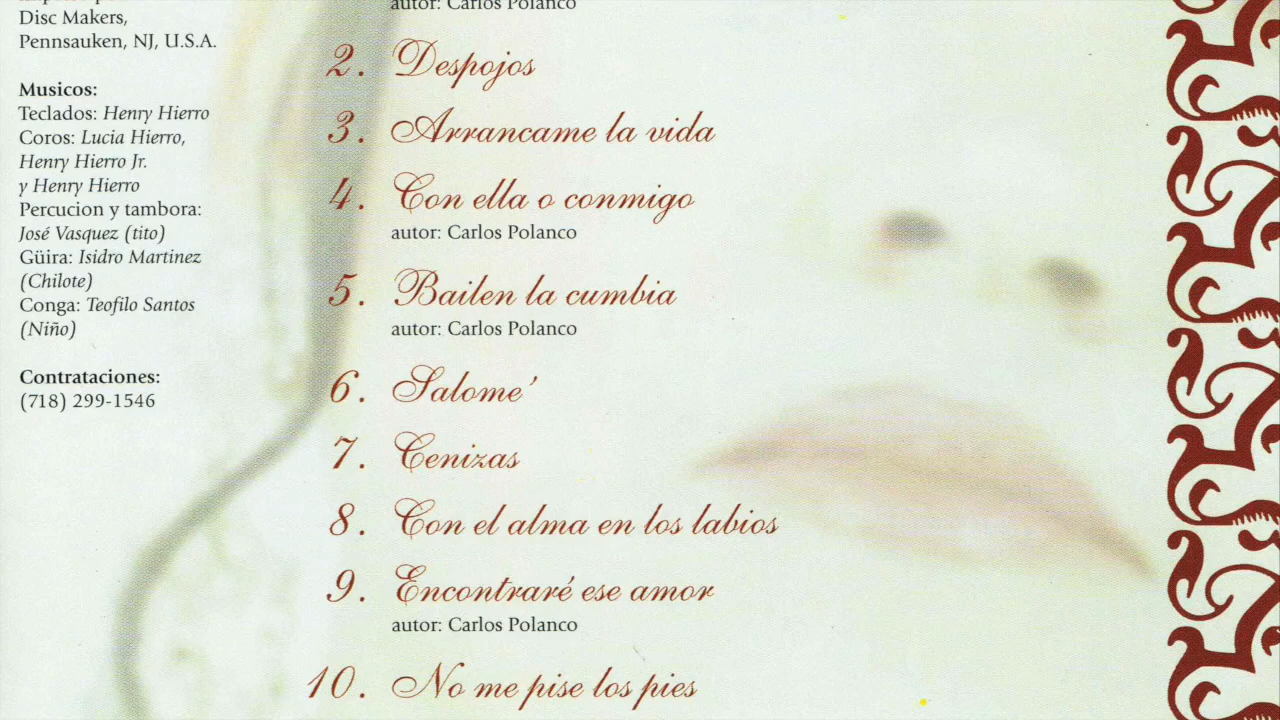 Disc Makers,
Pennsauken, NJ, U.S.A.
Musicos:
Teclados: Henry Hierro
Coros: Lucia Hierro,
Henry Hierro Jr.
y Henry Hierro
Percucion y tambora:
José Vasquez (tito)
Güira: Isidro Martinez
(Chilote)
Conga: Teofilo Santos
(Niño)
Contrataciones:
(718) 299-1546
autor: Carlos Polanco
2. Despojos
3. Arrancame la vida
4. Con ella o conmigo
autor: Carlos Polanco
5. Bailen la cumbia
autor: Carlos Polanco
6. Salome'
7. Cenizas
8. Con el alma en los labios
9. Encontraré ese amor
autor: Carlos Polanco
10. No me pise los pies